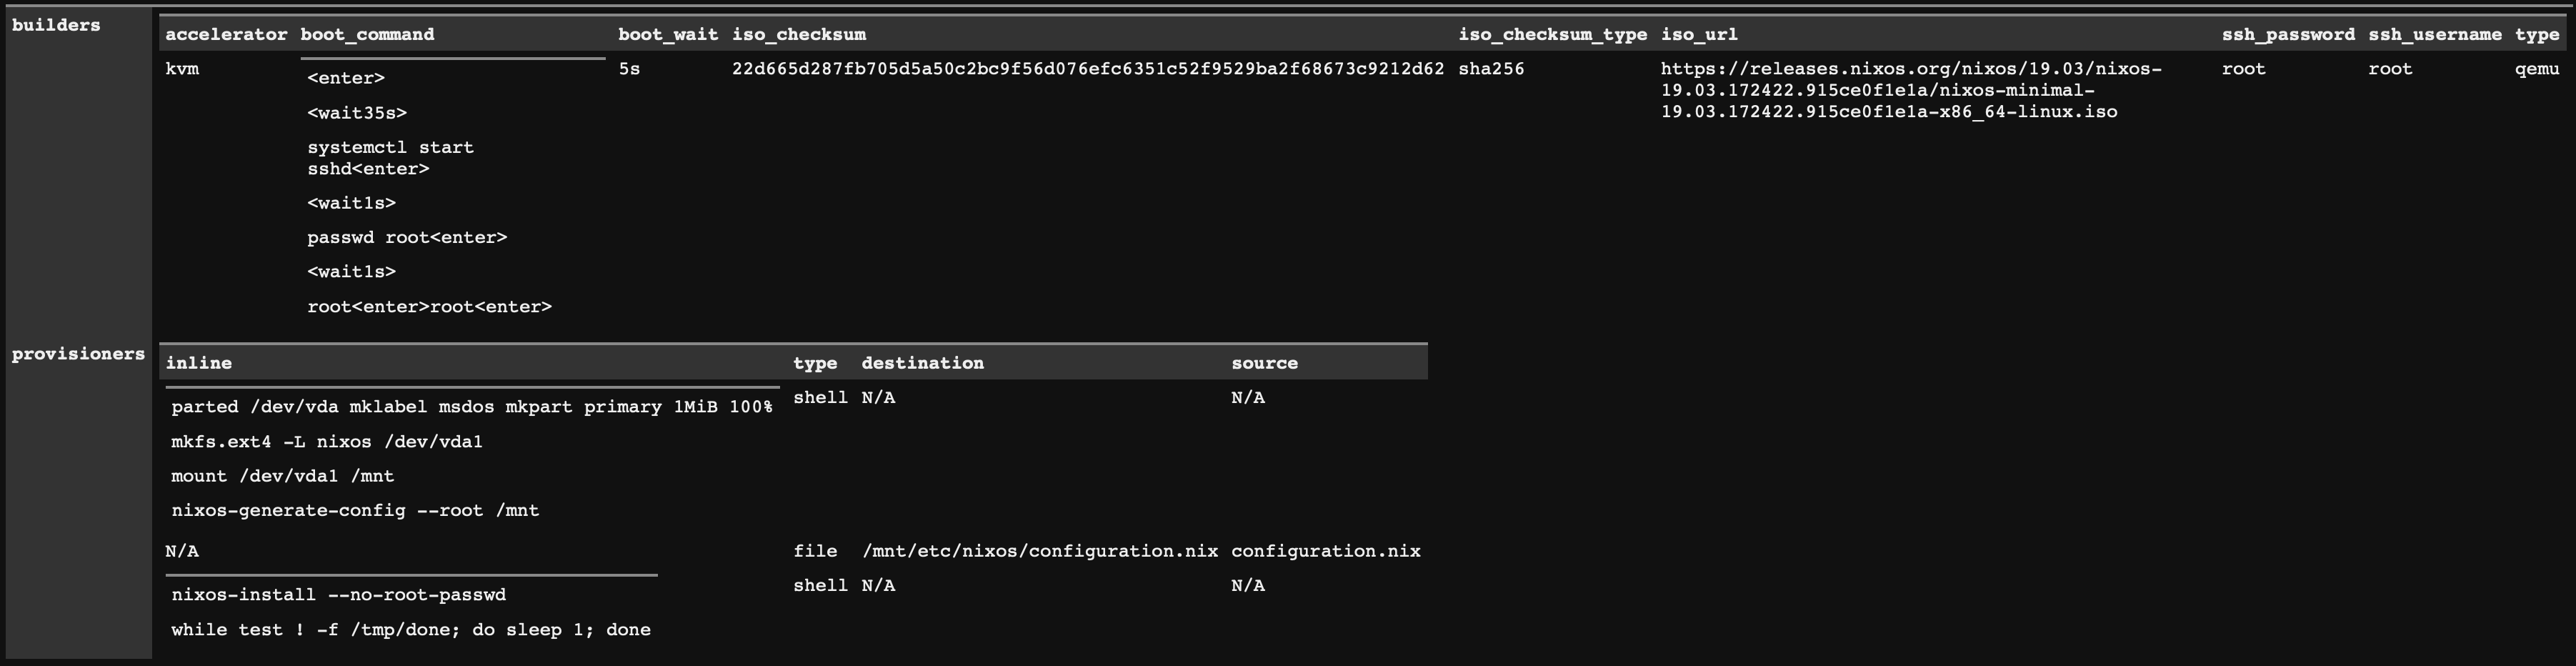 builders
accelerator boot_command boot_wait iso_checksum iso_checksum_type iso_url ssh_password ssh_username type
kvm 5s 22d665d287fb705d5a50c2bc9f56d076efc6351c52f9529ba2f68673c9212d62 sha256 https://releases.nixos.org/nixos/19.03/nixos- root root qemu
<enter>
19.03.172422.915ce0f1e1a/nixos-minimal-
19.03.172422.915ce0f1e1a-x86_64-linux.iso
<wait35s>
systemctl start
sshd<enter>
<wait1s>
passwd root<enter>
<wait1s>
root<enter>root<enter>
provisioners
inline type destination source
parted /dev/vda mklabel msdos mkpart primary 1MiB 100% shell N/A N/A
mkfs.ext4 -L nixos /dev/vda1
mount /dev/vda1 /mnt
nixos-generate-config --root /mnt
N/A file /mnt/etc/nixos/configuration.nix configuration.nix
nixos-install --no-root-passwd shell N/A N/A
while test ! -f /tmp/done; do sleep 1; done